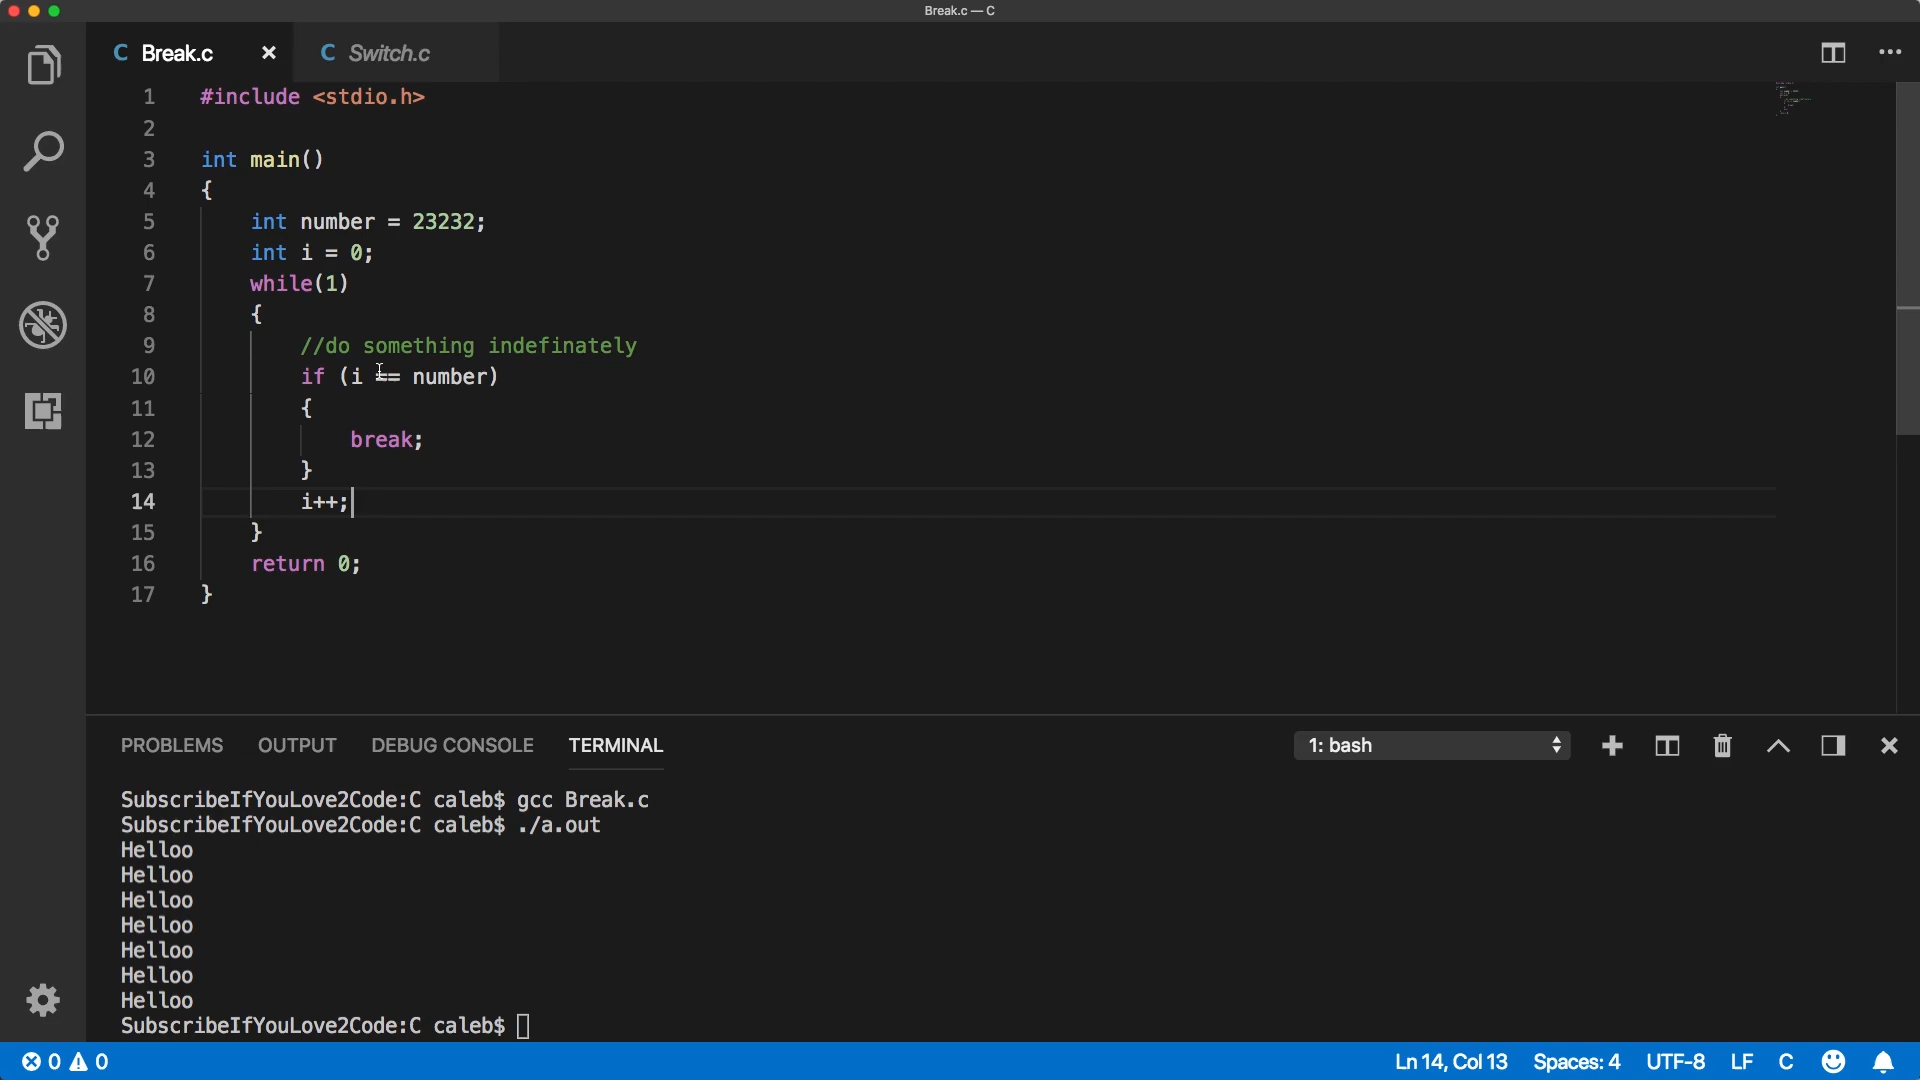 Break.c — C
C Break.c ×
C Switch.c
1 #include <stdio.h>
2
3 int main()
4 {
5 int number = 23232;
6 int i = 0;
7 while(1)
8 {
9 //do something indefinately
10 if (i == number)
11 {
12 break;
13 }
14 i++;
15 }
16 return 0;
17 }
PROBLEMS OUTPUT DEBUG CONSOLE TERMINAL 1: bash
SubscribeIfYouLove2Code:C caleb$ gcc Break.c
SubscribeIfYouLove2Code:C caleb$ ./a.out
Helloo
Helloo
Helloo
Helloo
Helloo
Helloo
Helloo
SubscribeIfYouLove2Code:C caleb$
0 0 Ln 14, Col 13 Spaces: 4 UTF-8 LF C